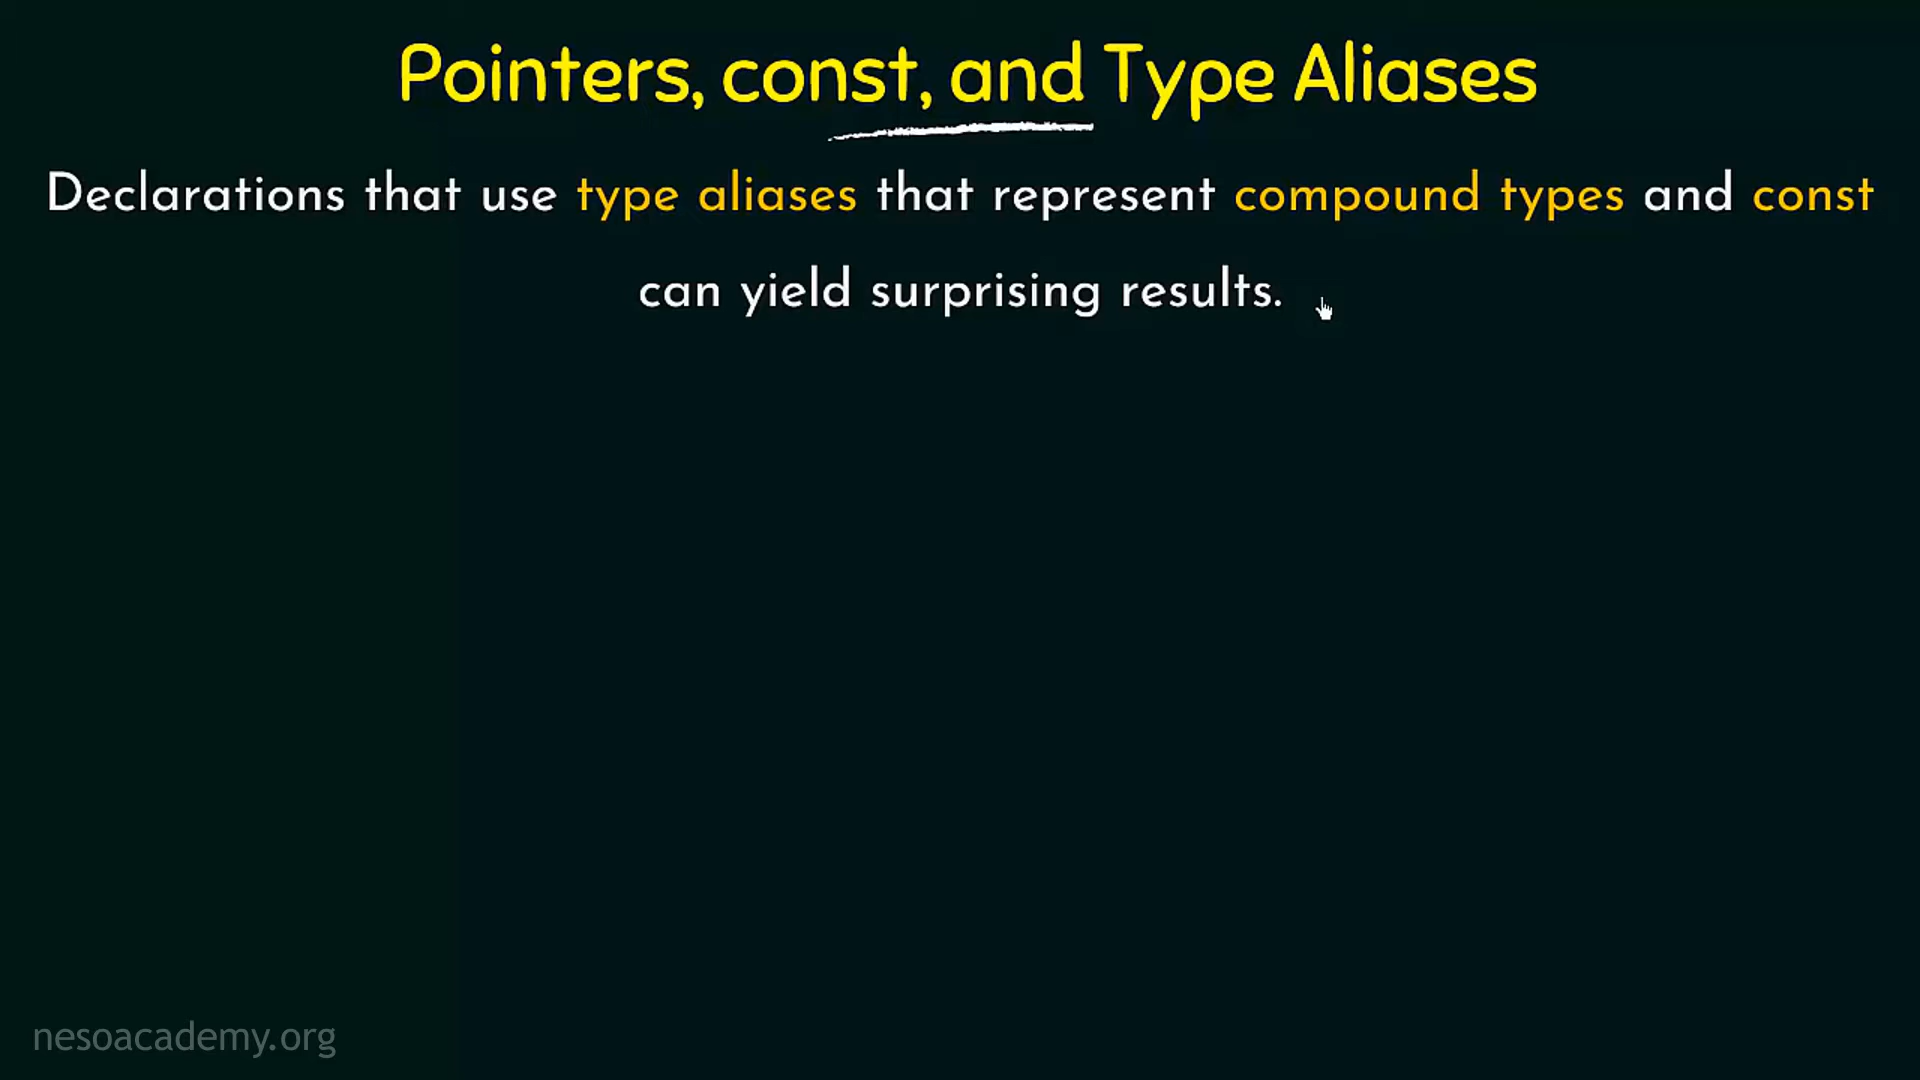 Pointers, const, and Type Aliases
Declarations that use type aliases that represent compound types and const
can yield surprising results.
nesoacademy.org